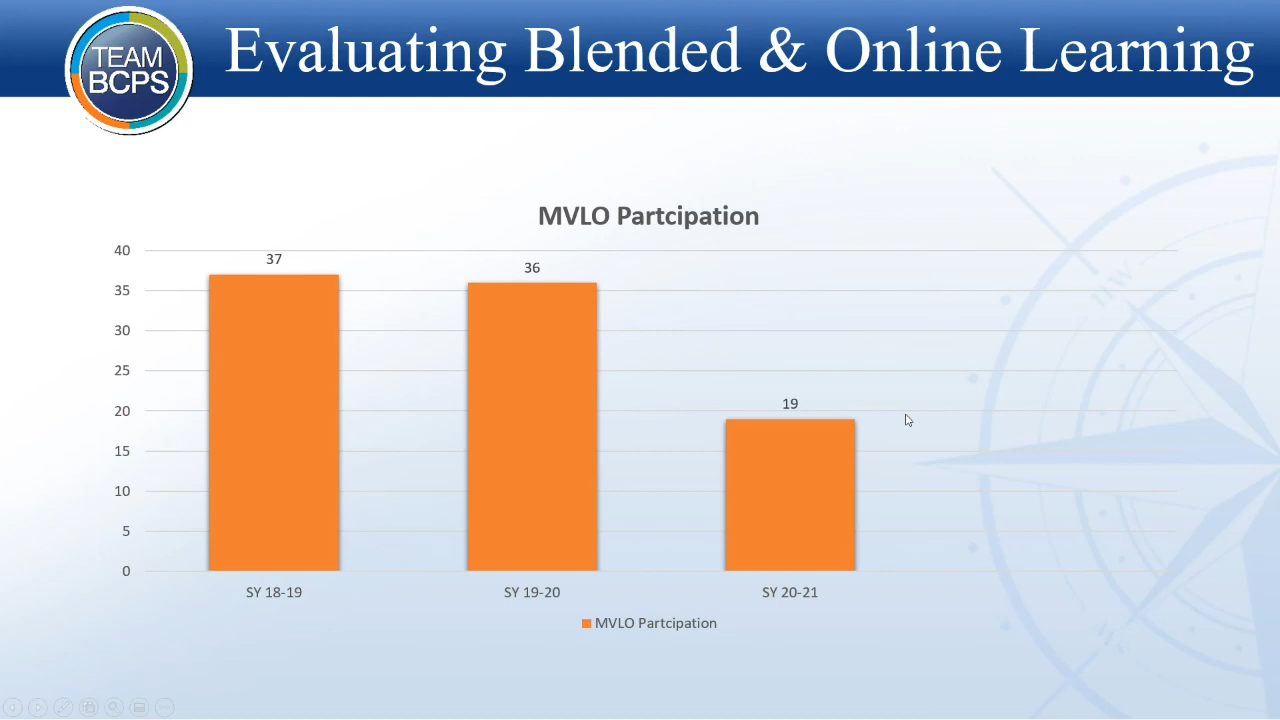 TEAM
BCPS
Evaluating Blended & Online Learning
MVLO Partcipation
40
35
30
25
20
15
10
5
0
37
36
19
SY 18-19
SY 19-20
SY 20-21
MVLO Partcipation
NW